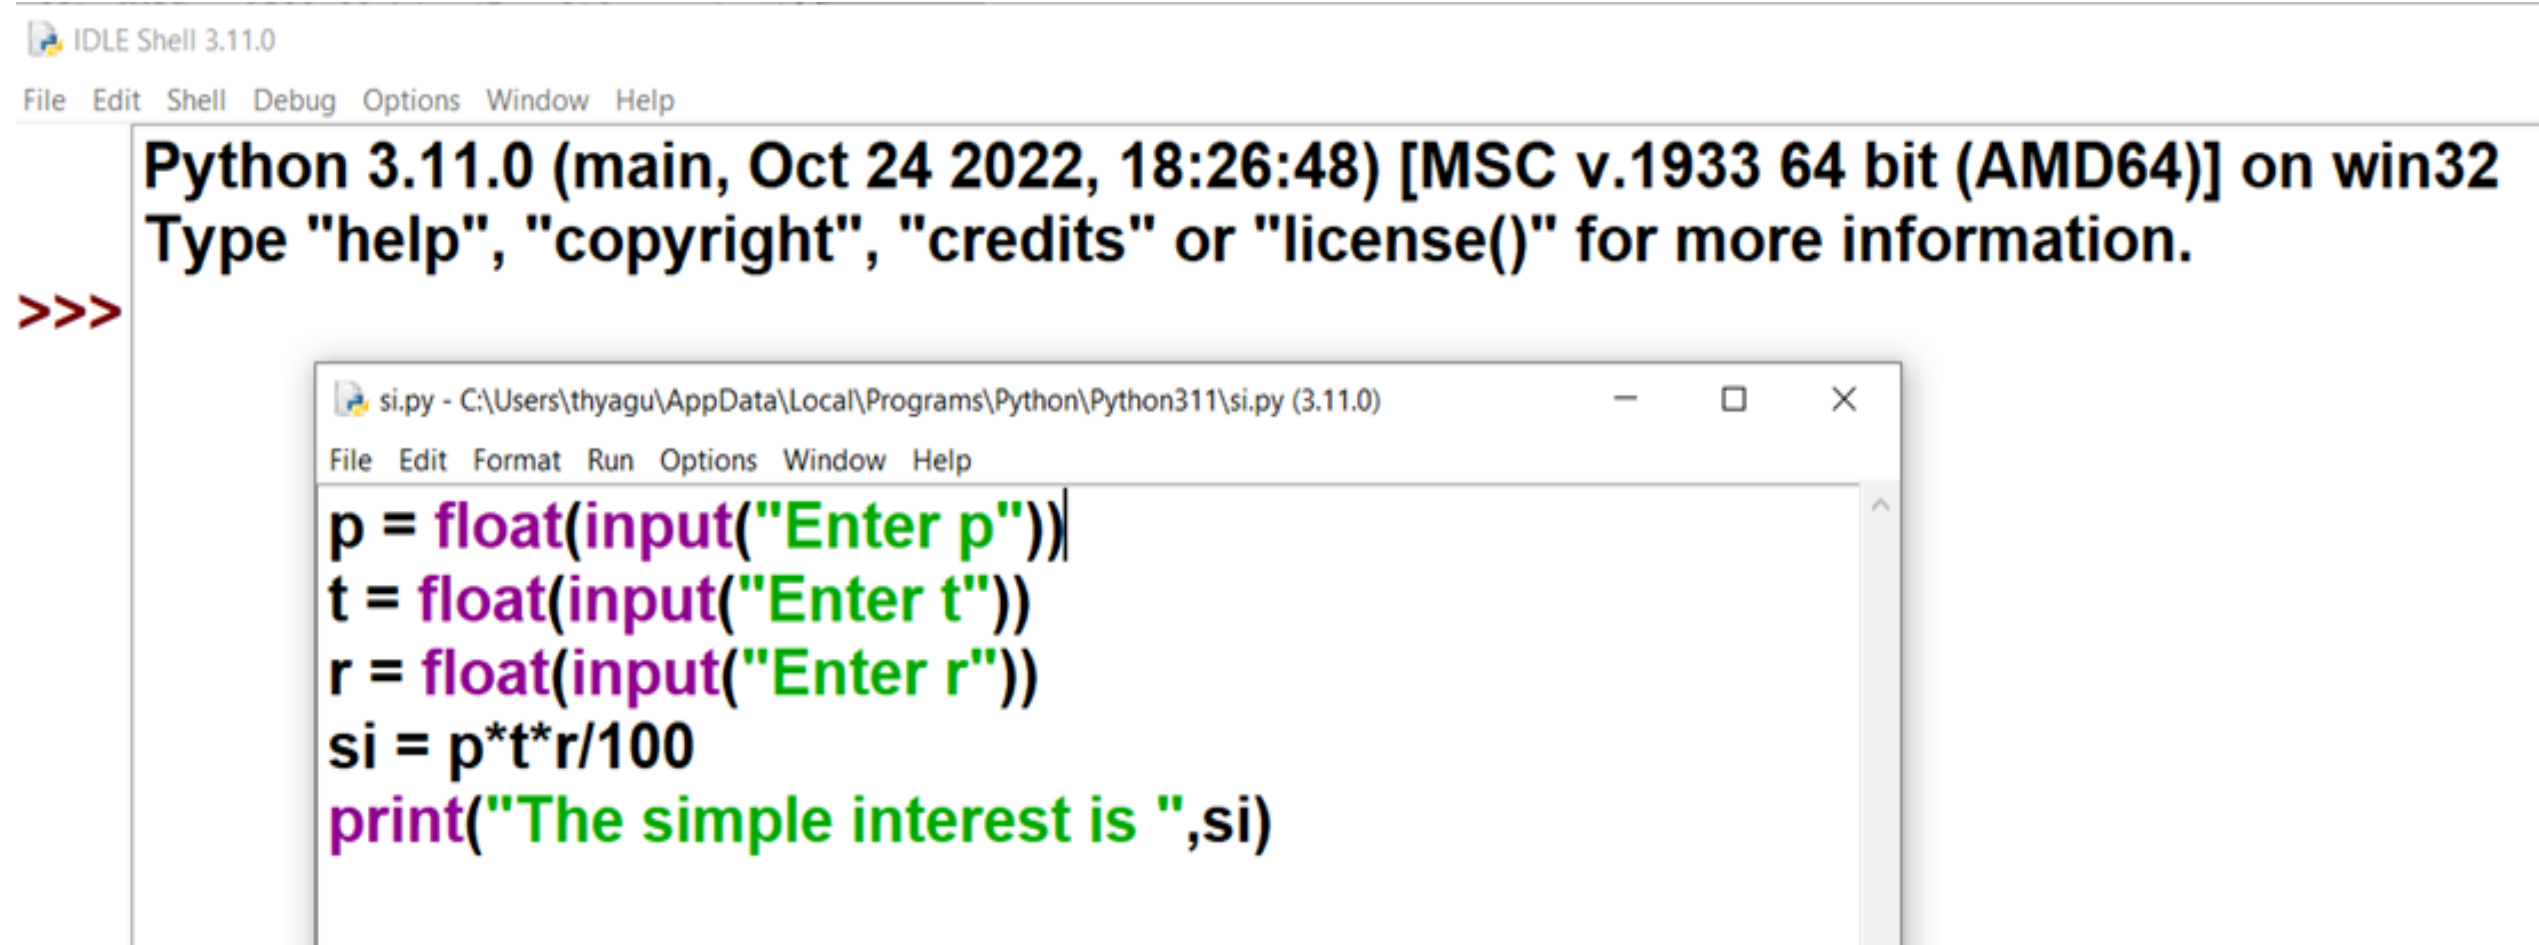 IDLE Shell 3.11.0
File Edit Shell Debug Options Window Help
Python 3.11.0 (main, Oct 24 2022, 18:26:48) [MSC v.1933 64 bit (AMD64)] on win32
Type "help", "copyright", "credits" or "license()" for more information.
>>>
si.py - C:\Users\thyagu\AppData\Local\Programs\Python\Python311\si.py (3.11.0)
File Edit Format Run Options Window Help
p = float(input("Enter p"))
t = float(input("Enter t"))
r = float(input("Enter r"))
si = p*t*r/100
print("The simple interest is ",si)